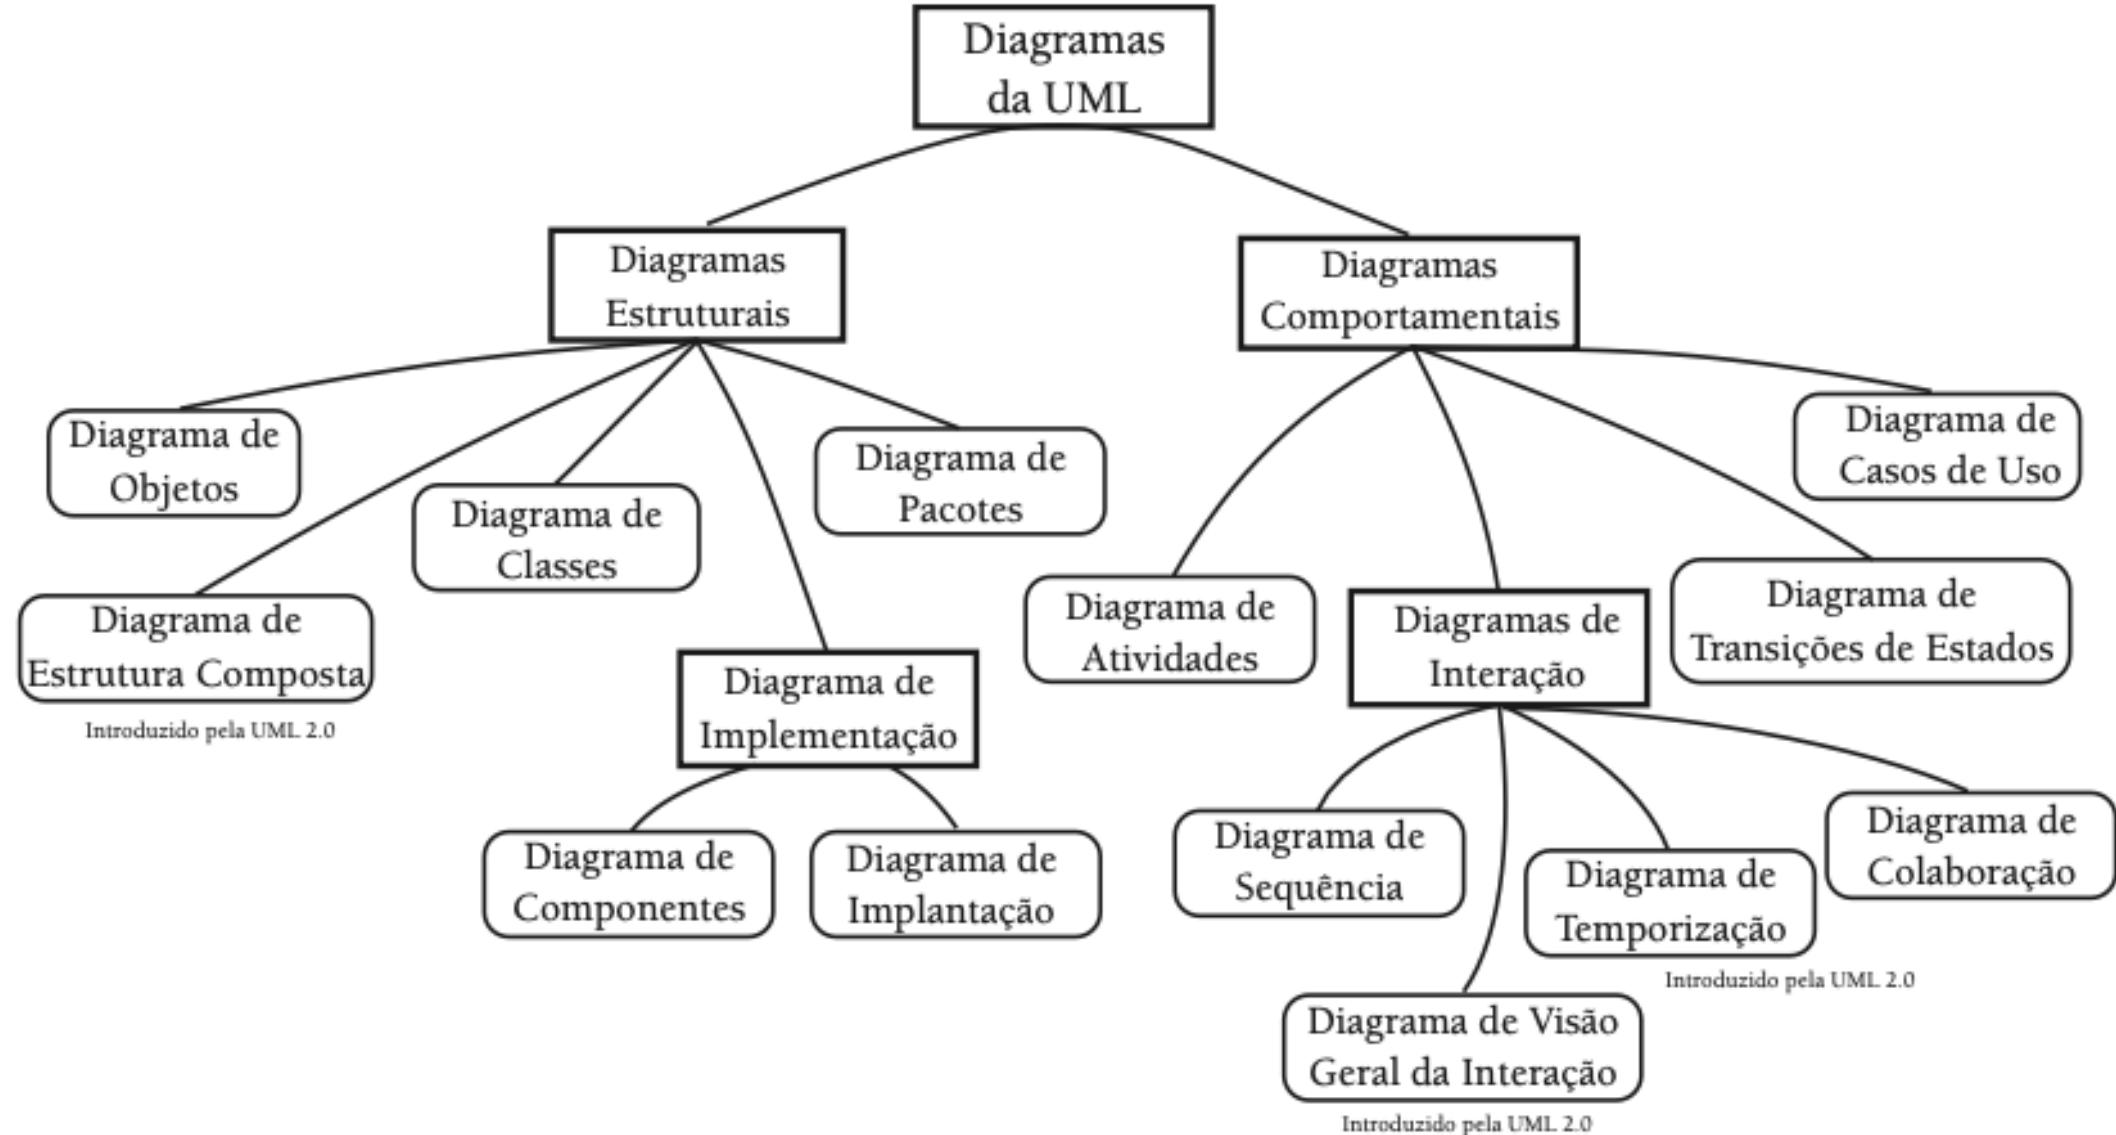 Diagramas
da UML
Diagramas
Estruturais
Diagramas
Comportamentais
Diagrama de
Objetos
Diagrama de
Estrutura Composta
Introduzido pela UML 2.0
Diagrama de
Classes
Diagrama de
Pacotes
Diagrama de
Implementação
Diagrama de
Componentes
Diagrama de
Implantação
Diagrama de
Atividades
Diagramas de
Interação
Diagrama de
Transições de Estados
Diagrama de
Casos de Uso
Diagrama de
Sequência
Diagrama de Visão
Geral da Interação
Introduzido pela UML 2.0
Diagrama de
Temporização
Introduzido pela UML 2.0
Diagrama de
Colaboração